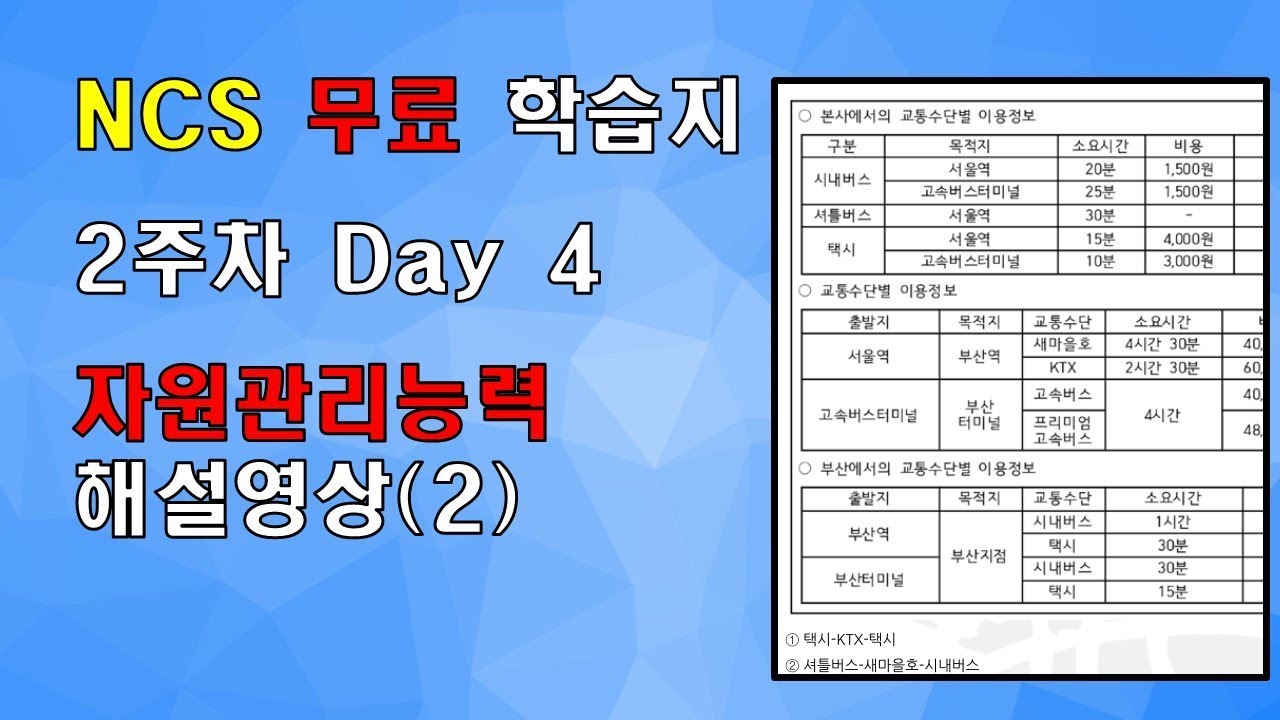 NCS 무료 학습지
2주차 Day 4
자원관리능력
해설영상(2)
○ 본사에서의 교통수단별 이용정보
구분 목적지 소요시간 비용
시내버스 서울역 20분 1,500원
고속버스터미널 25분 1,500원
셔틀버스 서울역 30분 -
택시 서울역 15분 4,000원
고속버스터미널 10분 3,000원
○ 교통수단별 이용정보
출발지 목적지 교통수단 소요시간
서울역 부산역 새마을호 4시간 30분 40,
KTX 2시간 30분 60,
고속버스터미널 부산 터미널 고속버스 4시간 40,
프리미엄 고속버스 48,
○ 부산에서의 교통수단별 이용정보
출발지 목적지 교통수단 소요시간
부산역 부산지점 시내버스 1시간
택시 30분
부산터미널 시내버스 30분
택시 15분
① 택시-KTX-택시
② 셔틀버스-새마을호-시내버스